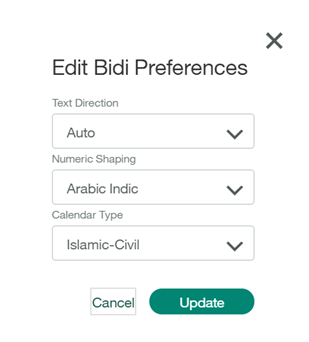 Edit Bidi Preferences
Text Direction
Auto
Numeric Shaping
Arabic Indic
Calendar Type
Islamic-Civil
Cancel Update